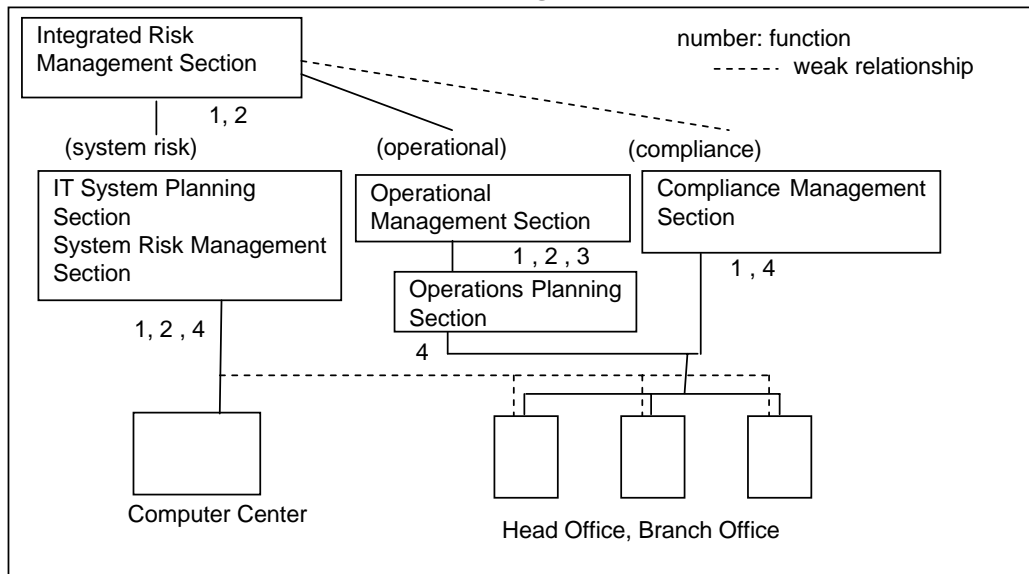 Integrated Risk
Management Section
number: function
weak relationship
1, 2
(system risk)
(operational)
(compliance)
IT System Planning
Section
System Risk Management
Section
Operational
Management Section
Compliance Management
Section
1 , 2 , 3
1 , 4
Operations Planning
Section
1, 2 , 4
4
Computer Center
Head Office, Branch Office